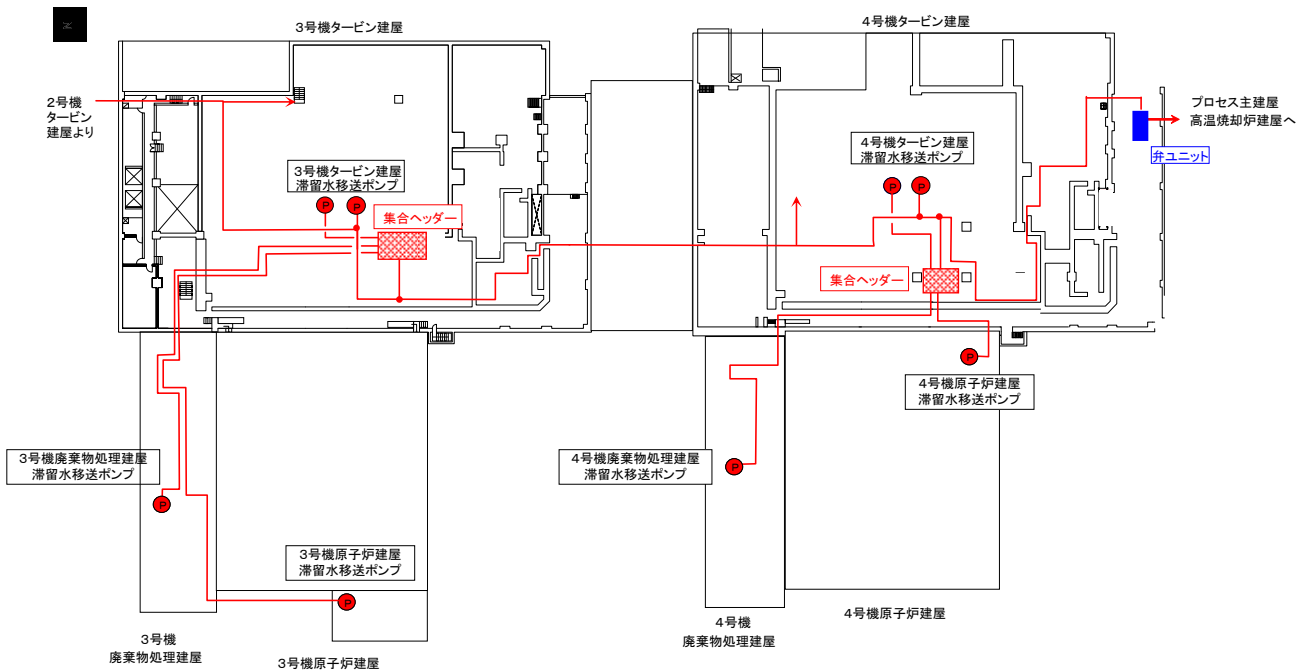 3号機タービン建屋
4号機タービン建屋
2号機
タービン
建屋より
プロセス主建屋
高温焼却炉建屋へ
弁ユニット
3号機タービン建屋
滞留水移送ポンプ
P
P
集合ヘッダー
4号機タービン建屋
滞留水移送ポンプ
P
P
集合ヘッダー
P
4号機原子炉建屋
滞留水移送ポンプ
3号機廃棄物処理建屋
滞留水移送ポンプ
P
4号機廃棄物処理建屋
滞留水移送ポンプ
P
3号機原子炉建屋
滞留水移送ポンプ
P
3号機
廃棄物処理建屋
3号機原子炉建屋
4号機
廃棄物処理建屋
4号機原子炉建屋